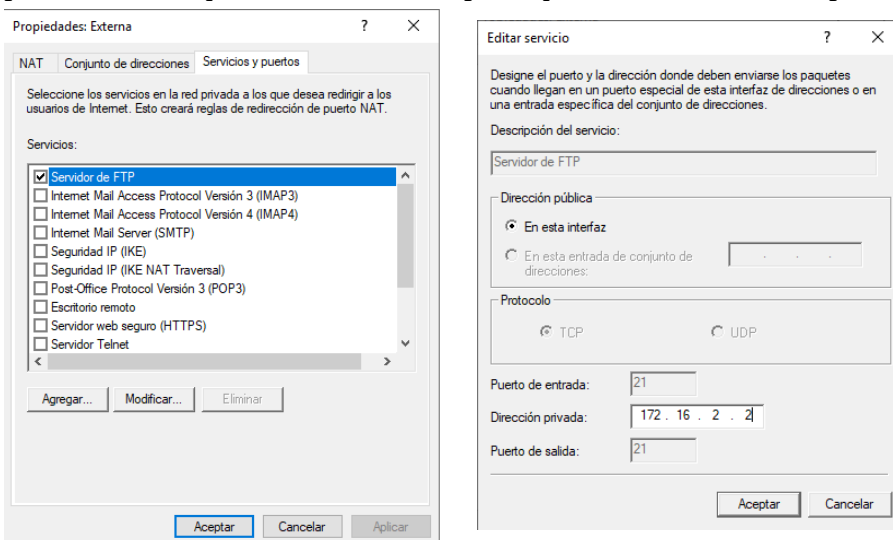 Propiedades: Externa
NAT Conjunto de direcciones Servicios y puertos
Seleccione los servicios en la red privada a los que desea redirigir a los
usuarios de Internet. Esto creará reglas de redirección de puerto NAT.
Servicios:
Servidor de FTP
Internet Mail Access Protocol Versión 3 (IMAP3)
Internet Mail Access Protocol Versión 4 (IMAP4)
Internet Mail Server (SMTP)
Seguridad IP (IKE)
Seguridad IP (IKE NAT Traversal)
Post-Office Protocol Versión 3 (POP3)
Escritorio remoto
Servidor web seguro (HTTPS)
Servidor Telnet
Agregar... Modificar... Eliminar
Aceptar Cancelar Aplicar
Editar servicio
Designe el puerto y la dirección donde deben enviarse los paquetes
cuando llegan en un puerto especial de esta interfaz de direcciones o en
una entrada específica del conjunto de direcciones.
Descripción del servicio:
Servidor de FTP
Dirección pública
En esta interfaz
En esta entrada de conjunto de
direcciones:
Protocolo
TCP UDP
Puerto de entrada: 21
Dirección privada: 172 . 16 . 2 . 2
Puerto de salida: 21
Aceptar Cancelar